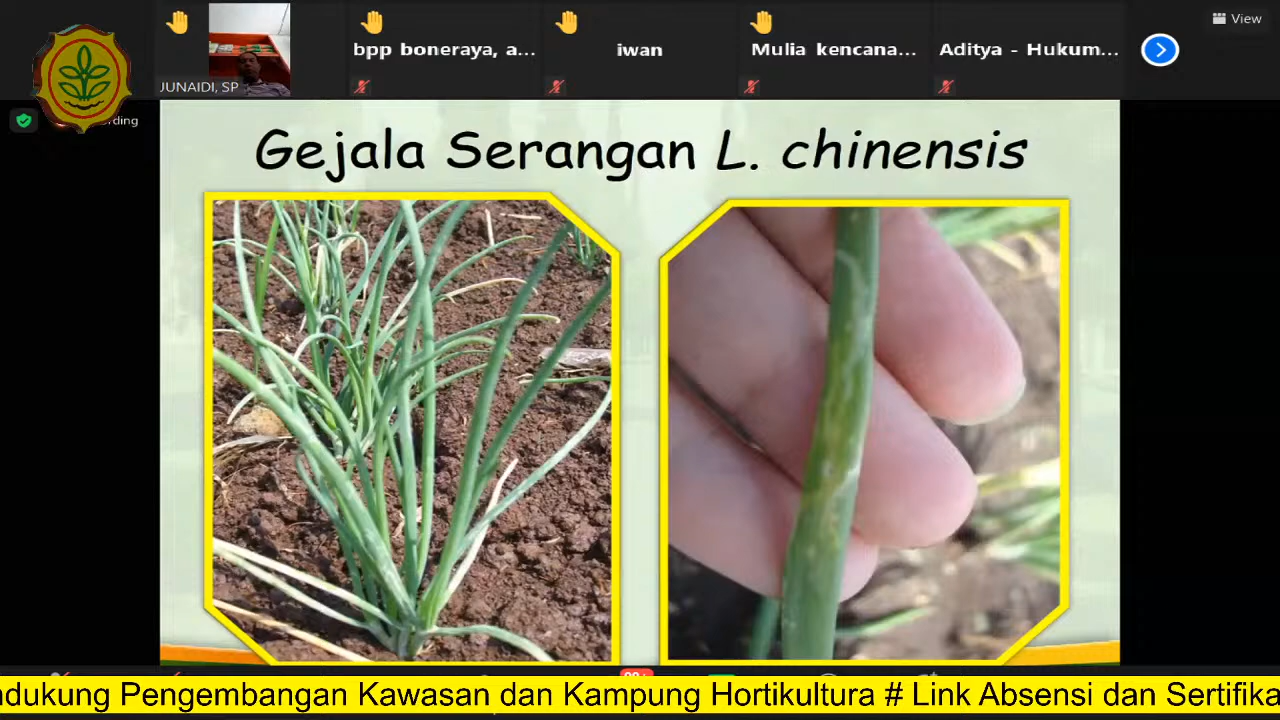 View
JUNAIDI, SP
bpp boneraya, a...
iwan
Mulia kencana...
Aditya - Hukum...
rding
Gejala Serangan L. chinensis
ndukung Pengembangan Kawasan dan Kampung Hortikultura # Link Absensi dan Sertifika